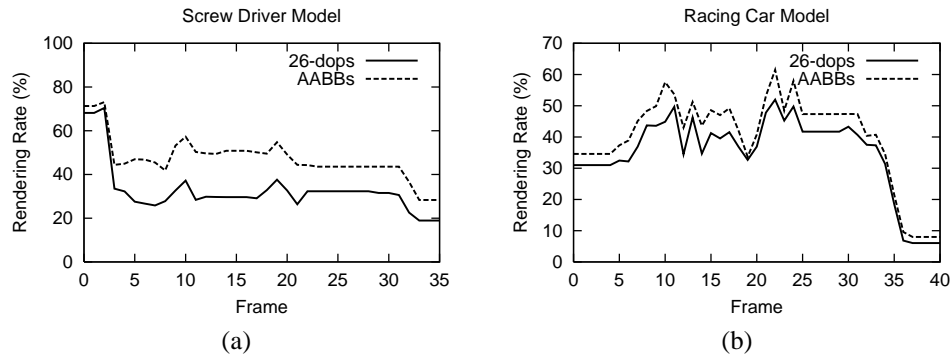 Screw Driver Model
100
80
60
40
20
0
Rendering Rate (%)
26-dops
AABBs
0 5 10 15 20 25 30 35
Frame
(a)
Racing Car Model
70
60
50
40
30
20
10
0
Rendering Rate (%)
26-dops
AABBs
0 5 10 15 20 25 30 35 40
Frame
(b)